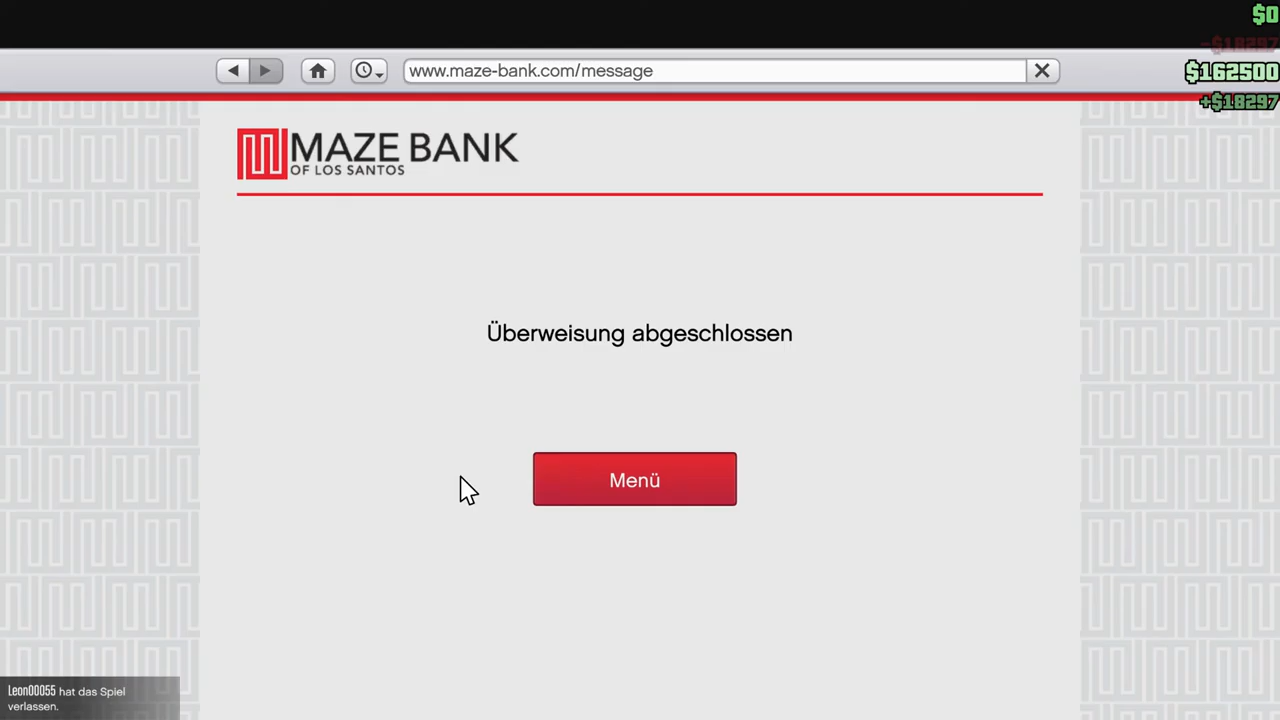 $0
-$18297
www.maze-bank.com/message
$162500
+$18297
MAZE BANK
OF LOS SANTOS
Überweisung abgeschlossen
Menü
Leon00055 hat das Spiel
verlassen.